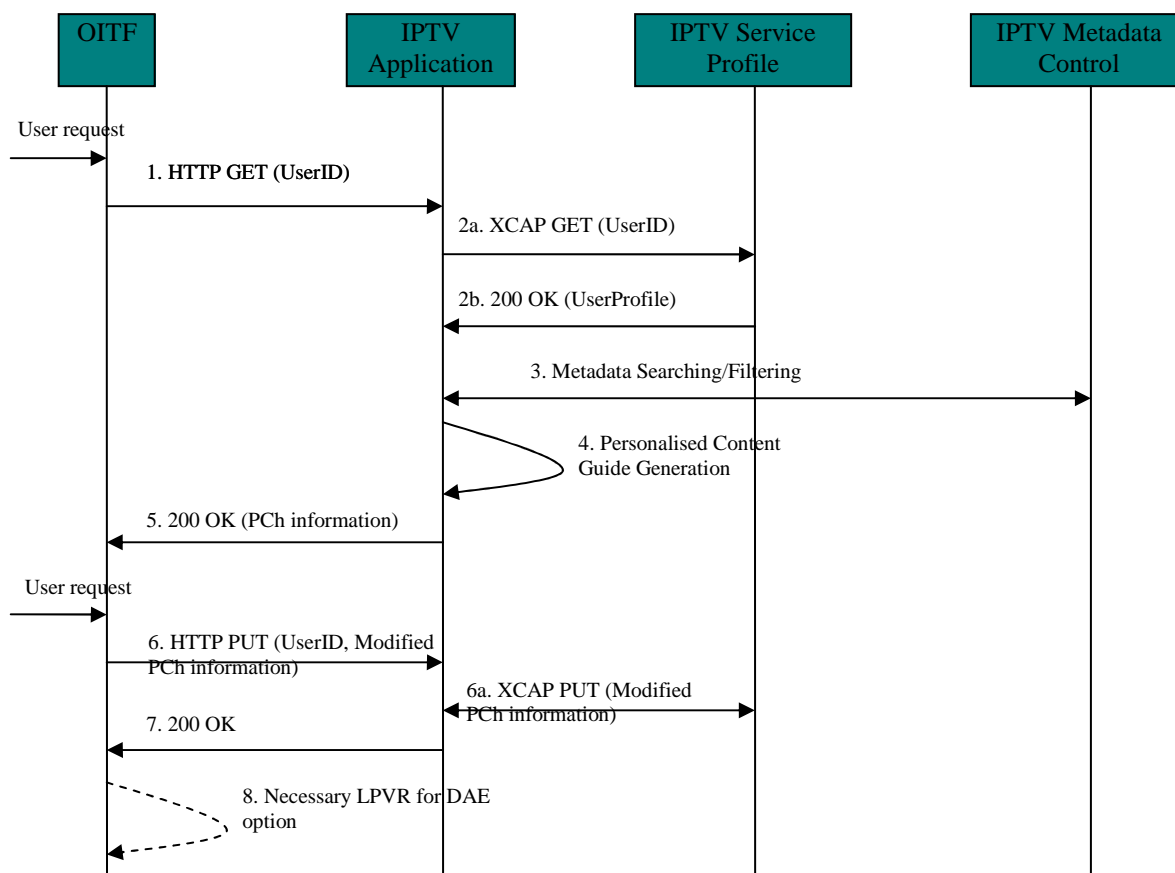 OITF
IPTV
Application
IPTV Service
Profile
IPTV Metadata
Control
User request
1. HTTP GET (UserID)
2a. XCAP GET (UserID)
2b. 200 OK (UserProfile)
3. Metadata Searching/Filtering
4. Personalised Content
Guide Generation
5. 200 OK (PCh information)
User request
6. HTTP PUT (UserID, Modified
PCh information)
6a. XCAP PUT (Modified
PCh information)
7. 200 OK
8. Necessary LPVR for DAE
option